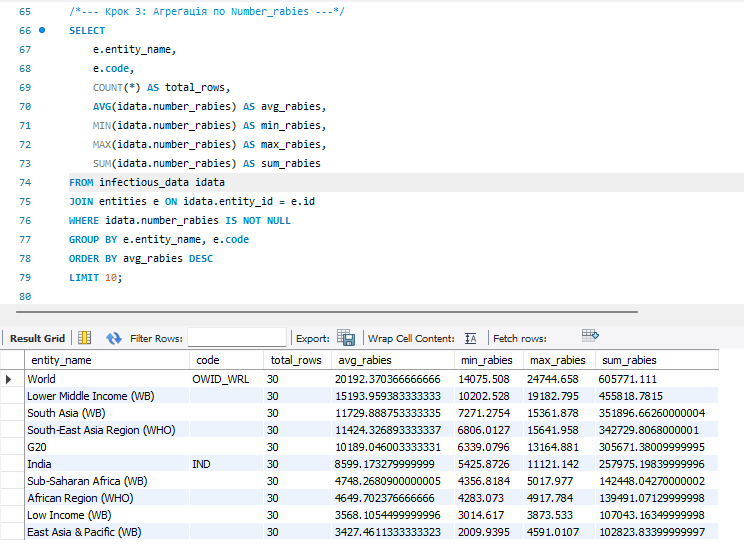 65 /*--- Крок 3: Агрегація по Number_rabies ---*/
66 SELECT
67 e.entity_name,
68 e.code,
69 COUNT(*) AS total_rows,
70 AVG(idata.number_rabies) AS avg_rabies,
71 MIN(idata.number_rabies) AS min_rabies,
72 MAX(idata.number_rabies) AS max_rabies,
73 SUM(idata.number_rabies) AS sum_rabies
74 FROM infectious_data idata
75 JOIN entities e ON idata.entity_id = e.id
76 WHERE idata.number_rabies IS NOT NULL
77 GROUP BY e.entity_name, e.code
78 ORDER BY avg_rabies DESC
79 LIMIT 10;
80
Result Grid Filter Rows: Export: Wrap Cell Content: Fetch rows:
entity_name code total_rows avg_rabies min_rabies max_rabies sum_rabies
World OWID_WRL 30 20192.370366666666 14075.508 24744.658 605771.111
Lower Middle Income (WB) 30 15193.959383333333 10202.528 19182.795 455818.7815
South Asia (WB) 30 11729.888753333335 7271.2754 15361.878 351896.66260000004
South-East Asia Region (WHO) 30 11424.326893333337 6806.0127 15641.958 342729.8068000001
G20 30 10189.046003333331 6339.0796 13164.881 305671.38009999995
India IND 30 8599.173279999999 5425.8726 11121.142 257975.19839999996
Sub-Saharan Africa (WB) 30 4748.2680900000005 4356.8184 5017.977 142448.04270000002
African Region (WHO) 30 4649.702376666666 4283.073 4917.784 139491.07129999998
Low Income (WB) 30 3568.1054499999996 3014.617 3873.533 107043.16349999998
East Asia & Pacific (WB) 30 3427.4611333333323 2009.9395 4591.0107 102823.83399999997